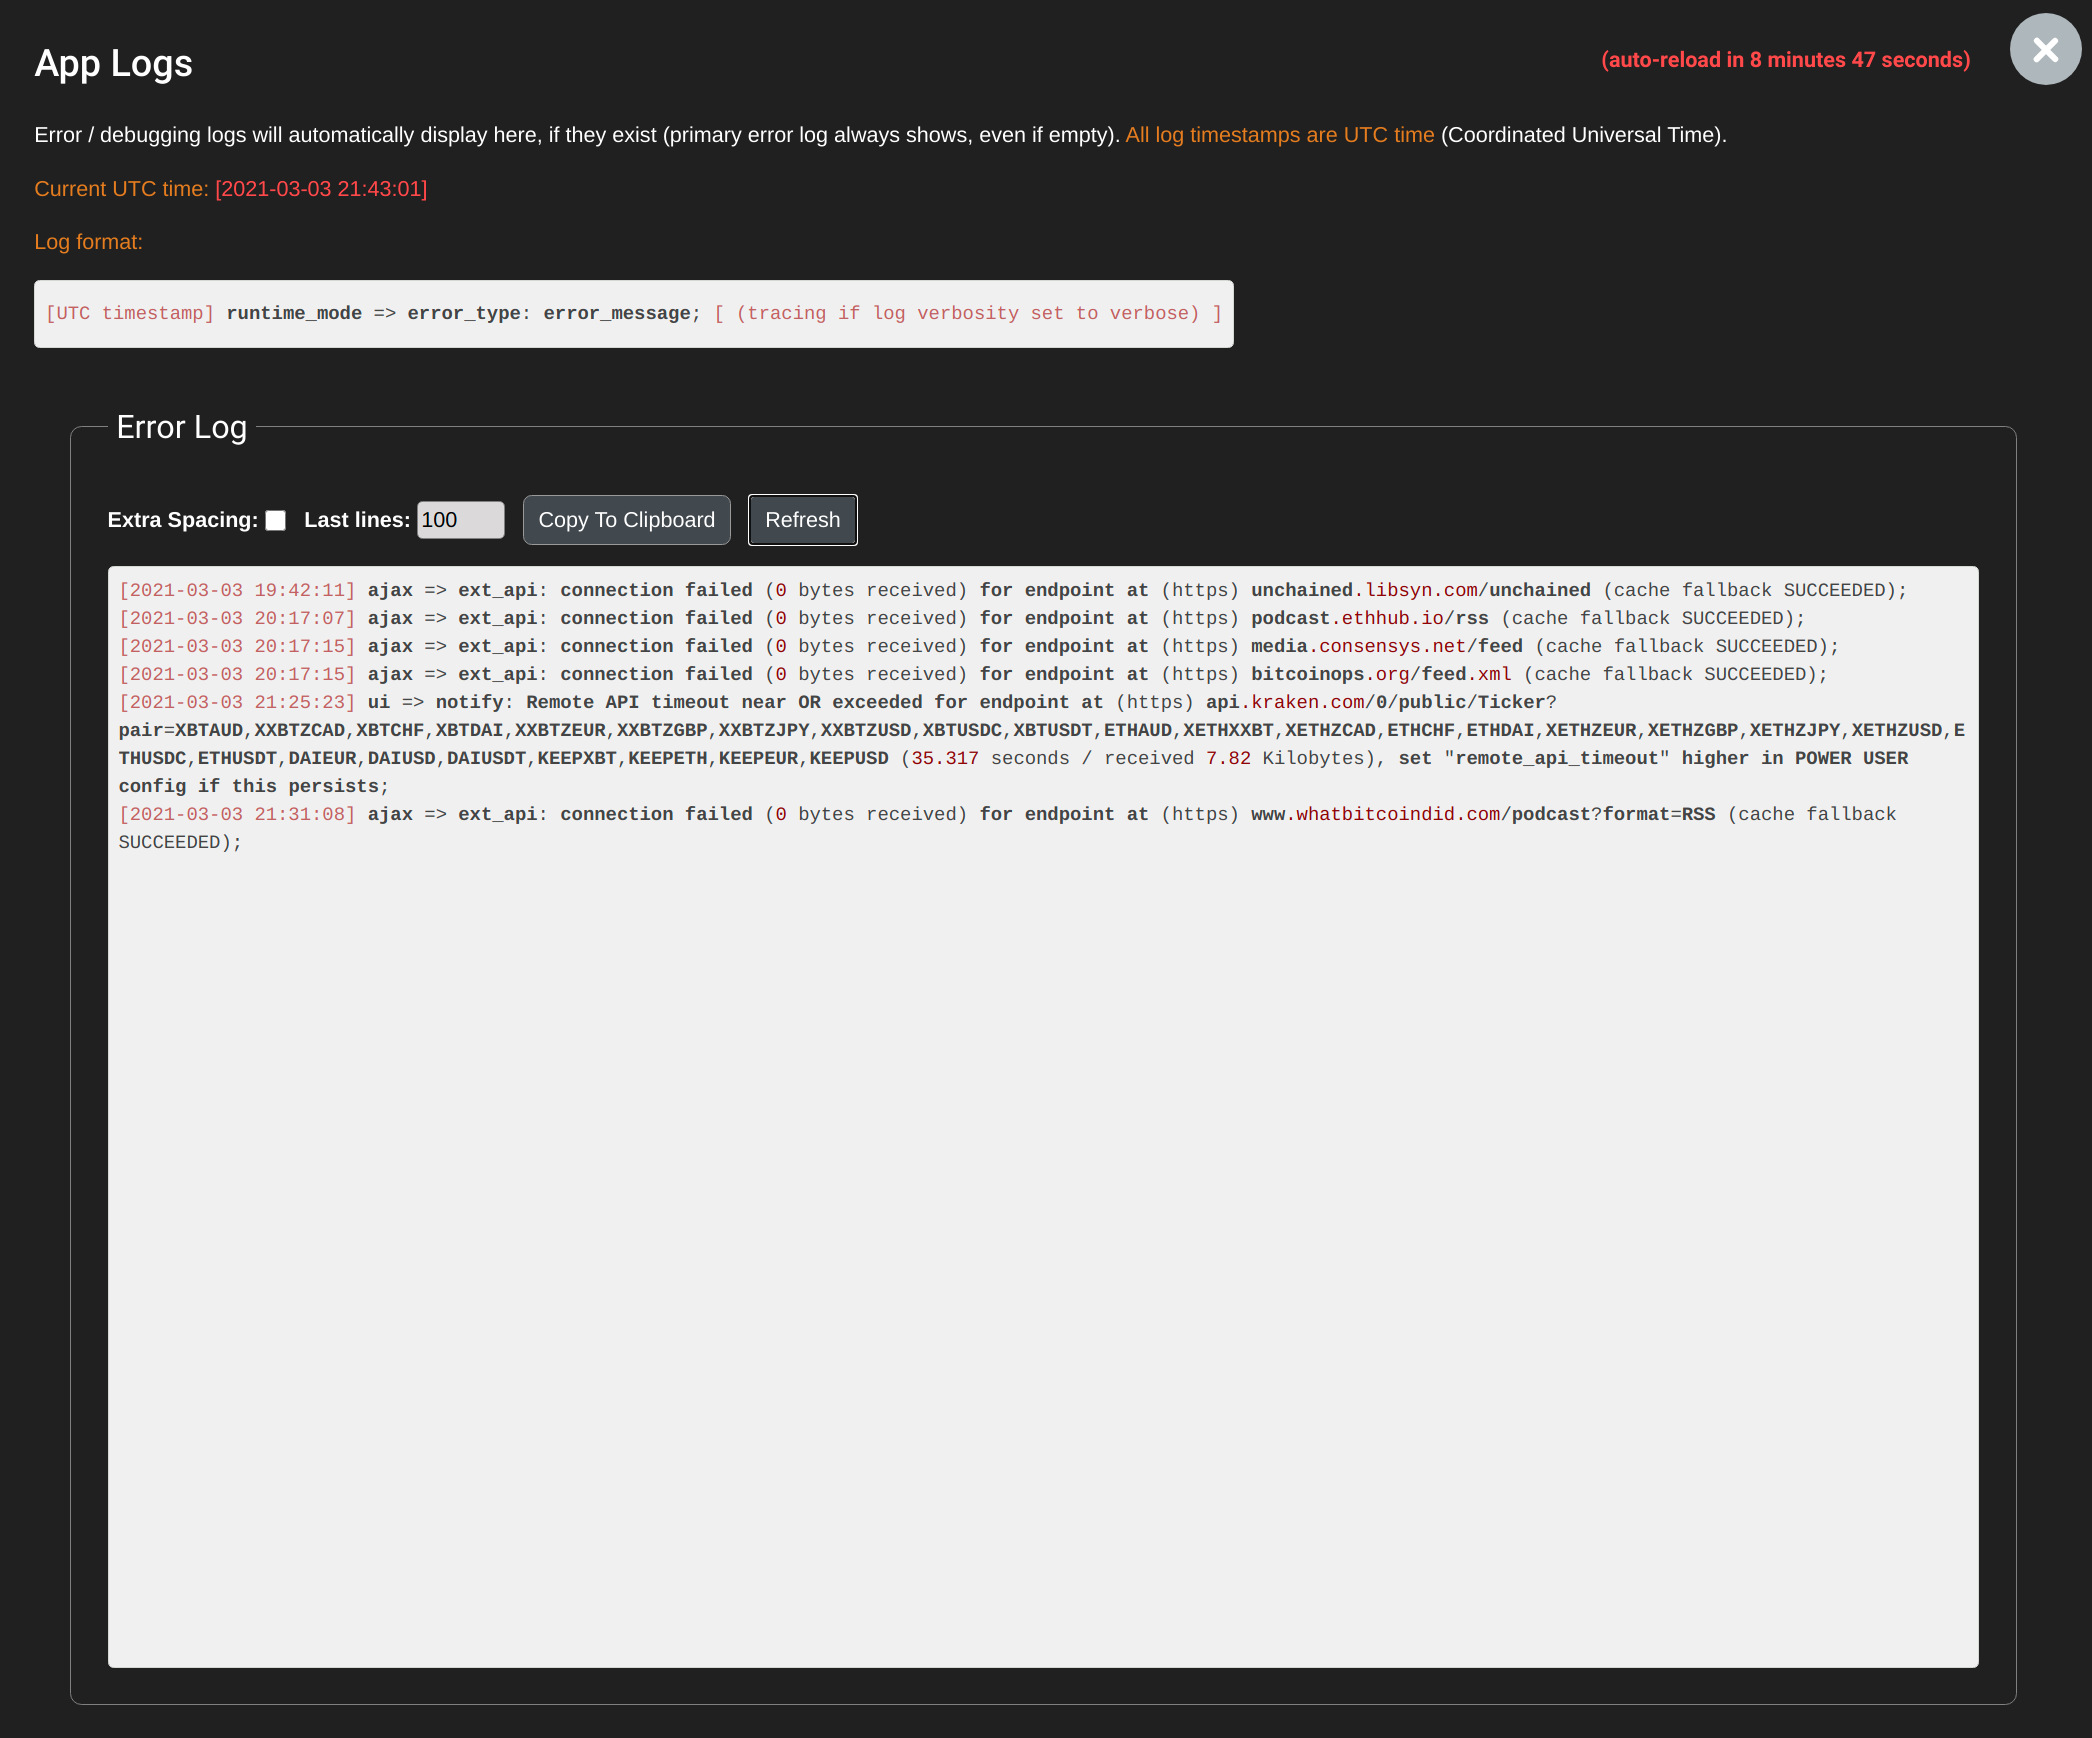 App Logs
(auto-reload in 8 minutes 47 seconds)
Error / debugging logs will automatically display here, if they exist (primary error log always shows, even if empty). All log timestamps are UTC time (Coordinated Universal Time).
Current UTC time: [2021-03-03 21:43:01]
Log format:
[UTC timestamp] runtime_mode => error_type: error_message; [ (tracing if log verbosity set to verbose) ]
Error Log
Extra Spacing: Last lines: 100 Copy To Clipboard Refresh
[2021-03-03 19:42:11] ajax => ext_api: connection failed (0 bytes received) for endpoint at (https) unchained.libsyn.com/unchained (cache fallback SUCCEEDED);
[2021-03-03 20:17:07] ajax => ext_api: connection failed (0 bytes received) for endpoint at (https) podcast.ethhub.io/rss (cache fallback SUCCEEDED);
[2021-03-03 20:17:15] ajax => ext_api: connection failed (0 bytes received) for endpoint at (https) media.consensys.net/feed (cache fallback SUCCEEDED);
[2021-03-03 20:17:15] ajax => ext_api: connection failed (0 bytes received) for endpoint at (https) bitcoinops.org/feed.xml (cache fallback SUCCEEDED);
[2021-03-03 21:25:23] ui => notify: Remote API timeout near OR exceeded for endpoint at (https) api.kraken.com/0/public/Ticker?
pair=XBTAUD,XXBTZCAD,XBTCHF,XBTDAI,XXBTZEUR,XXBTZGBP,XXBTZJPY,XXBTZUSD,XBTUSDC,XBTUSDT,ETHAUD,XETHXXBT,XETHZCAD,ETHCHF,ETHDAI,XETHZEUR,XETHZGBP,XETHZJPY,XETHZUSD,E
THUSDC,ETHUSDT,DAIEUR,DAIUSD,DAIUSDT,KEEPXBT,KEEPETH,KEEPEUR,KEEPUSD (35.317 seconds / received 7.82 Kilobytes), set "remote_api_timeout" higher in POWER USER
config if this persists;
[2021-03-03 21:31:08] ajax => ext_api: connection failed (0 bytes received) for endpoint at (https) www.whatbitcoindid.com/podcast?format=RSS (cache fallback
SUCCEEDED);